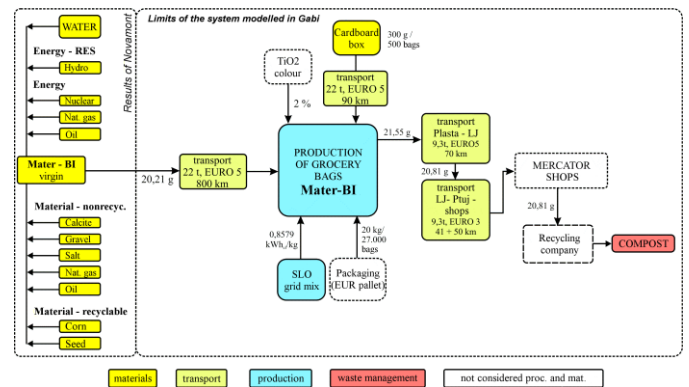 Limits of the system modelled in Gabi
Results of Novamont
WATER
Energy - RES
Hydro
Energy
Nuclear
Nat. gas
Oil
Mater - BI
virgin
Material - nonrecyc.
Calcite
Gravel
Salt
Nat. gas
Oil
Material - recyclable
Corn
Seed
20,21 g
transport
22 t, EURO 5
800 km
TiO2
colour
2 %
Cardboard
box
300 g /
500 bags
transport
22 t, EURO 5
90 km
PRODUCTION
OF GROCERY
BAGS
Mater-BI
0,8579
kWh,/kg
SLO
grid mix
20 kg/
27.000
bags
Packaging
(EUR pallet)
21,55 g
transport
Plasta - LJ
9,3t, EURO5
70 km
20,81 g
transport
LJ- Ptuj -
shops
9,3t, EURO 3
41 + 50 km
MERCATOR
SHOPS
20,81 g
Recycling
company
COMPOST
materials
transport
production
waste management
not considered proc. and mat.